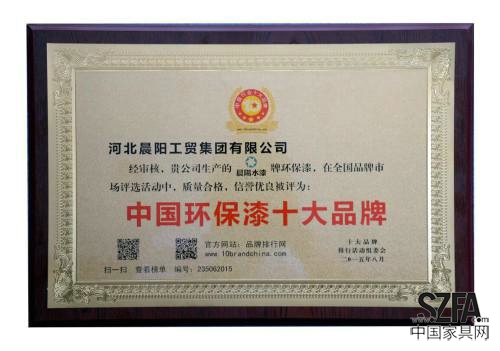 河北晨阳工贸集团有限公司
经审核，贵公司生产的 晨陽水漆 牌环保漆，在全国品牌市
场评选活动中，质量合格，信誉优良被评为：
中国环保漆十大品牌
官方网站：品牌排行网
www.10brandchina.com
扫一扫 查看榜单 编号：235062015
十大品牌
排行活动组委会
二0一五年八月
SZFA
中国家具网